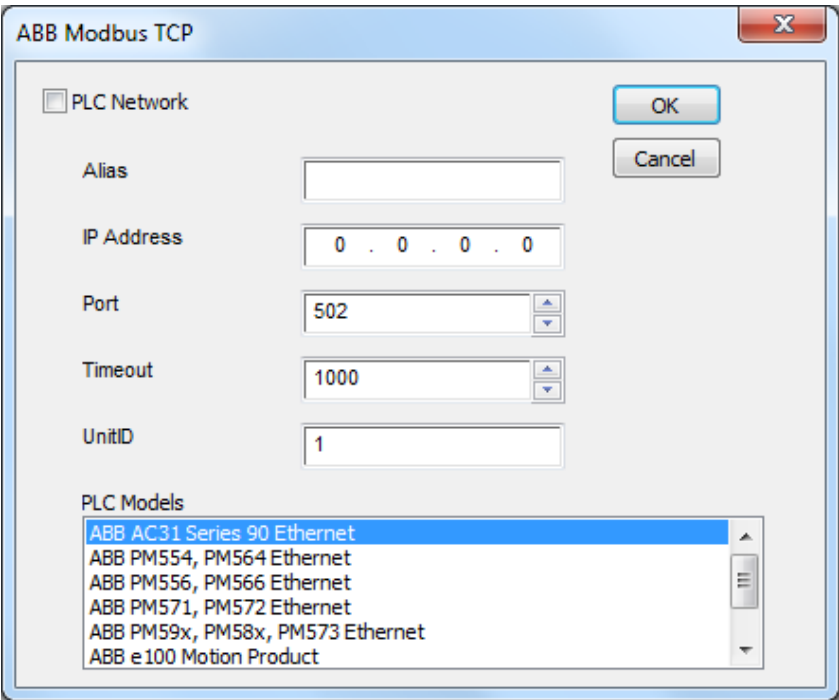 ABB Modbus TCP
PLC Network
OK
Cancel
Alias
IP Address
0 . 0 . 0 . 0
Port
502
Timeout
1000
UnitID
1
PLC Models
ABB AC31 Series 90 Ethernet
ABB PM554, PM564 Ethernet
ABB PM556, PM566 Ethernet
ABB PM571, PM572 Ethernet
ABB PM59x, PM58x, PM573 Ethernet
ABB e100 Motion Product